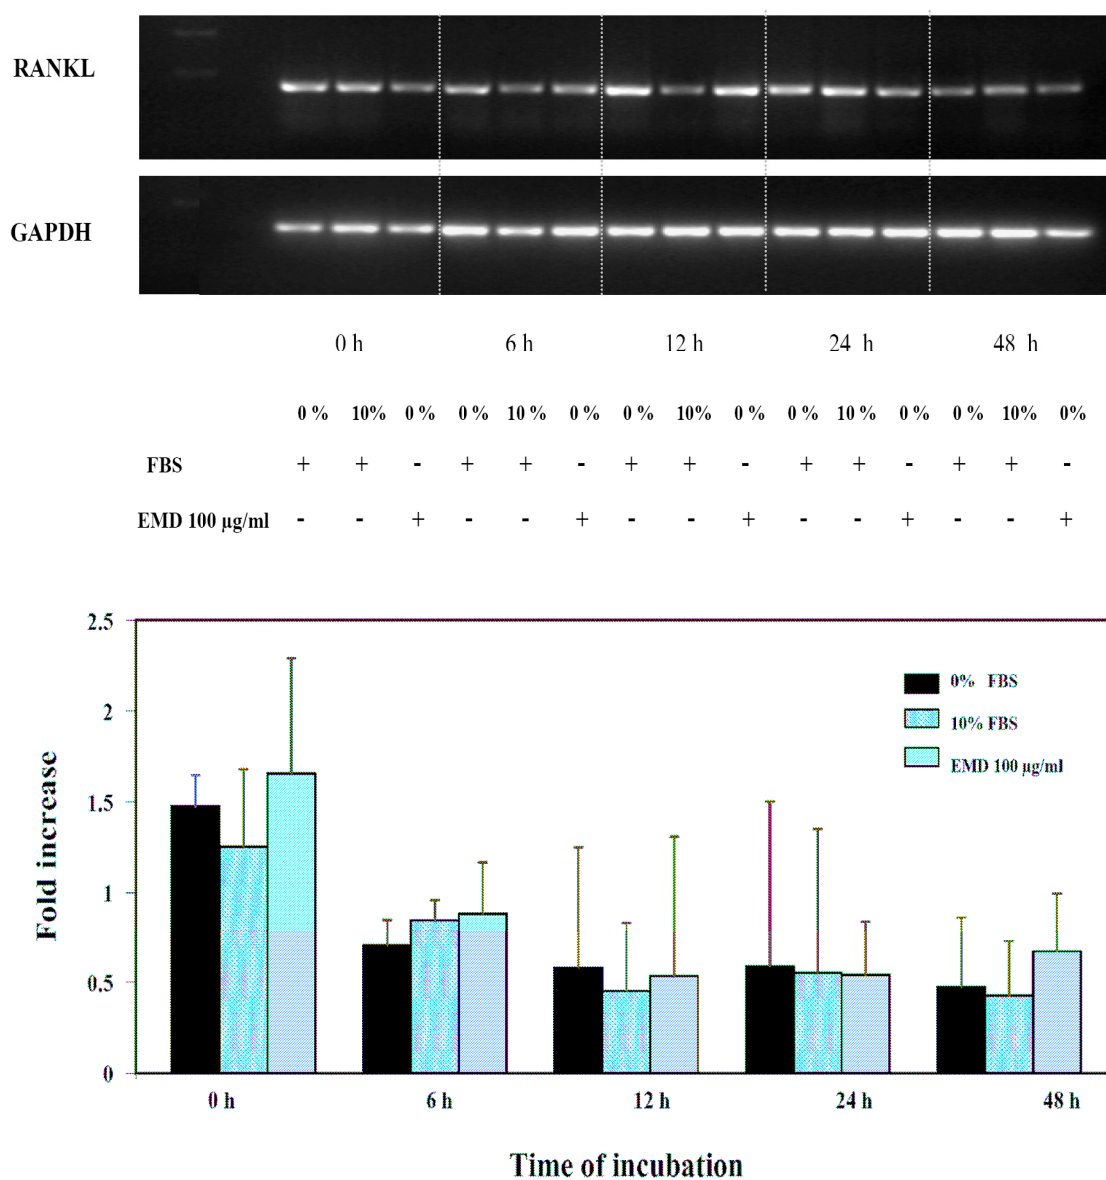 RANKL
GAPDH
0 h 6 h 12 h 24 h 48 h
0 % 10% 0 % 0 % 10 % 0% 0 % 10% 0% 0% 10 % 0% 0 % 10% 0%
FBS + + - + + - + + - + + - + + -
EMD 100 µg/ml - - + - - + - - + - - + - - +
2.5
2
1.5
1
0.5
0
Fold increase
0% FBS
10% FBS
EMD 100 µg/ml
0 h 6 h 12 h 24 h 48 h
Time of incubation